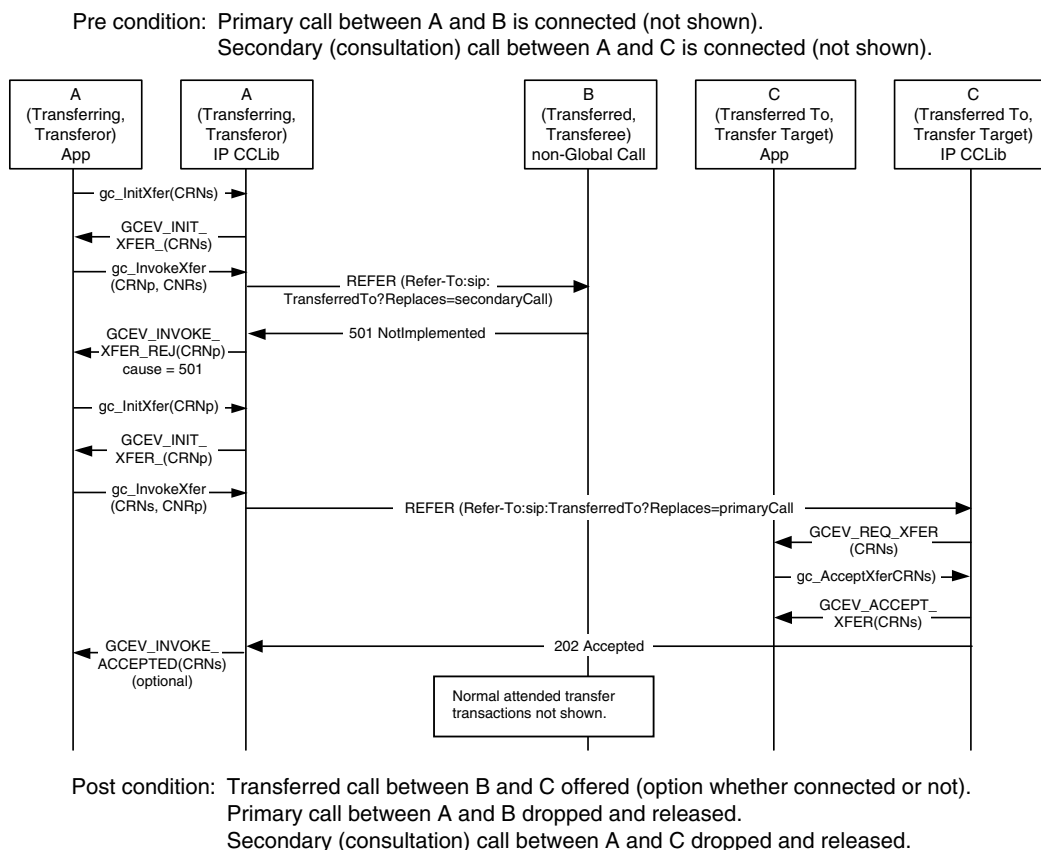 Pre condition: Primary call between A and B is connected (not shown).
Secondary (consultation) call between A and C is connected (not shown).
A
(Transferring,
Transferor)
App
A
(Transferring,
Transferor)
IP CCLib
B
(Transferred,
Transferee)
non-Global Call
C
(Transferred To,
Transfer Target)
App
C
(Transferred To,
Transfer Target)
IP CCLib
gc_InitXfer(CRNs)
GCEV_INIT_
XFER_(CRNs)
gc_InvokeXfer
(CRNp, CNRs)
REFER (Refer-To:sip:
TransferredTo?Replaces=secondaryCall)
501 NotImplemented
GCEV_INVOKE_
XFER_REJ(CRNp)
cause = 501
gc_InitXfer(CRNp)
GCEV_INIT_
XFER_(CRNp)
gc_InvokeXfer
(CRNs, CNRp)
REFER (Refer-To:sip:TransferredTo?Replaces=primaryCall
GCEV_REQ_XFER
(CRNs)
gc_AcceptXferCRNs)
GCEV_ACCEPT_
XFER(CRNs)
202 Accepted
GCEV_INVOKE_
ACCEPTED(CRNs)
(optional)
Normal attended transfer
transactions not shown.
Post condition: Transferred call between B and C offered (option whether connected or not).
Primary call between A and B dropped and released.
Secondary (consultation) call between A and C dropped and released.